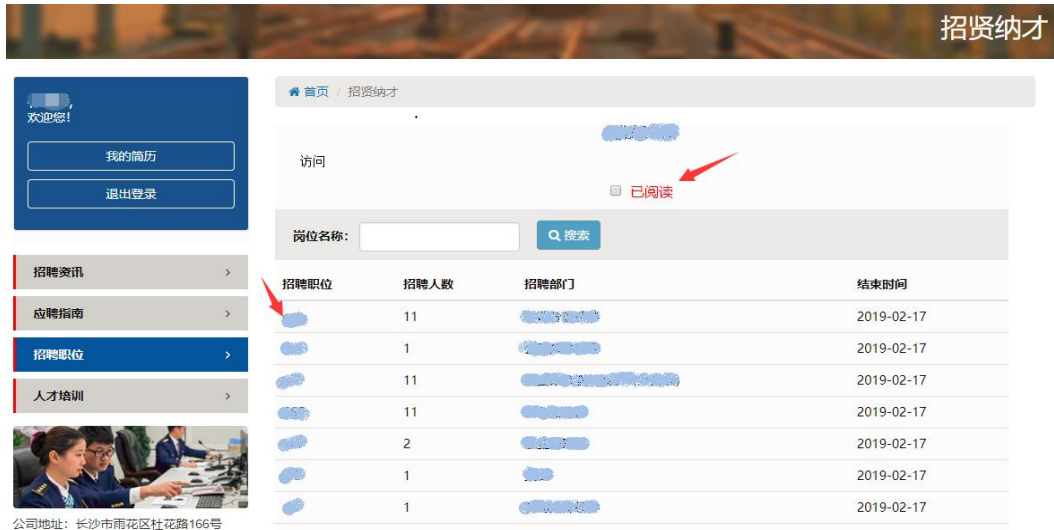 招贤纳才
欢迎您!
我的简历
退出登录
首页 / 招贤纳才
访问
已阅读
岗位名称： 搜索
招聘资讯
应聘指南
招聘职位
人才培训
招聘职位 招聘人数 招聘部门 结束时间
11 2019-02-17
1 2019-02-17
11 2019-02-17
11 2019-02-17
2 2019-02-17
1 2019-02-17
1 2019-02-17
公司地址：长沙市雨花区杜花路166号